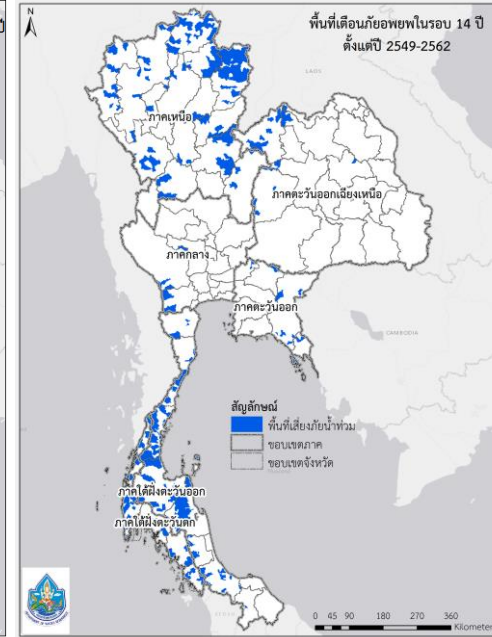 ปี
N
พื้นที่เตือนภัยอพยพในรอบ 14 ปี
ตั้งแต่ปี 2549-2562
LAOS
ภาคเหนือ
ภาคตะวันออกเฉียงเหนือ
ภาคกลาง
ภาคตะวันออก
CAMBODIA
สัญลักษณ์
พื้นที่เสี่ยงภัยน้ำท่วม
ขอบเขตภาค
ขอบเขตจังหวัด
ภาคใต้ฝั่งตะวันออก
ภาคใต้ฝั่งตะวันตก
0 45 90 180 270 360
Kilometers